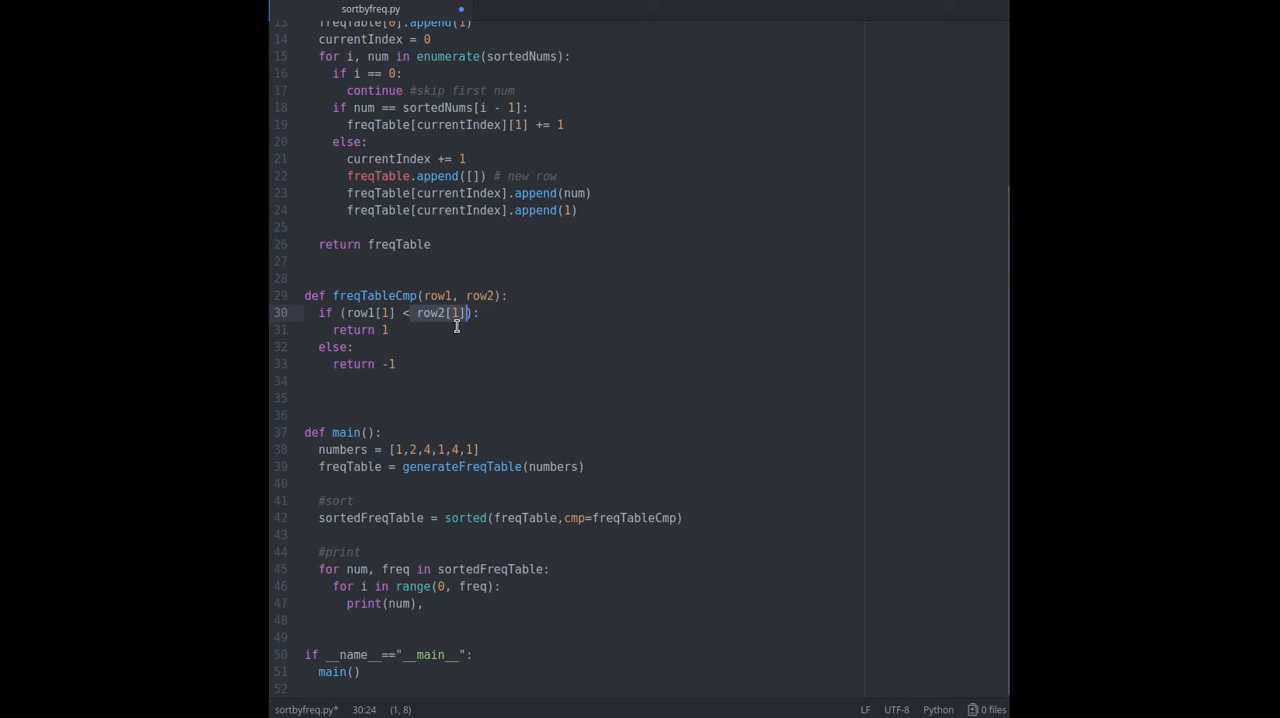 sortbyfreq.py
13 freqTable[0].append(1)
14 currentIndex = 0
15 for i, num in enumerate(sortedNums):
16 if i == 0:
17 continue #skip first num
18 if num == sortedNums[i - 1]:
19 freqTable[currentIndex][1] += 1
20 else:
21 currentIndex += 1
22 freqTable.append([]) # new row
23 freqTable[currentIndex].append(num)
24 freqTable[currentIndex].append(1)
25
26 return freqTable
27
28
29 def freqTableCmp(row1, row2):
30 if (row1[1] < row2[1]):
31 return 1
32 else:
33 return -1
34
35
36
37 def main():
38 numbers = [1,2,4,1,4,1]
39 freqTable = generateFreqTable(numbers)
40
41 #sort
42 sortedFreqTable = sorted(freqTable,cmp=freqTableCmp)
43
44 #print
45 for num, freq in sortedFreqTable:
46 for i in range(0, freq):
47 print(num),
48
49
50 if __name__=="__main__":
51 main()
52
sortbyfreq.py* 30:24 (1, 8) LF UTF-8 Python 0 files